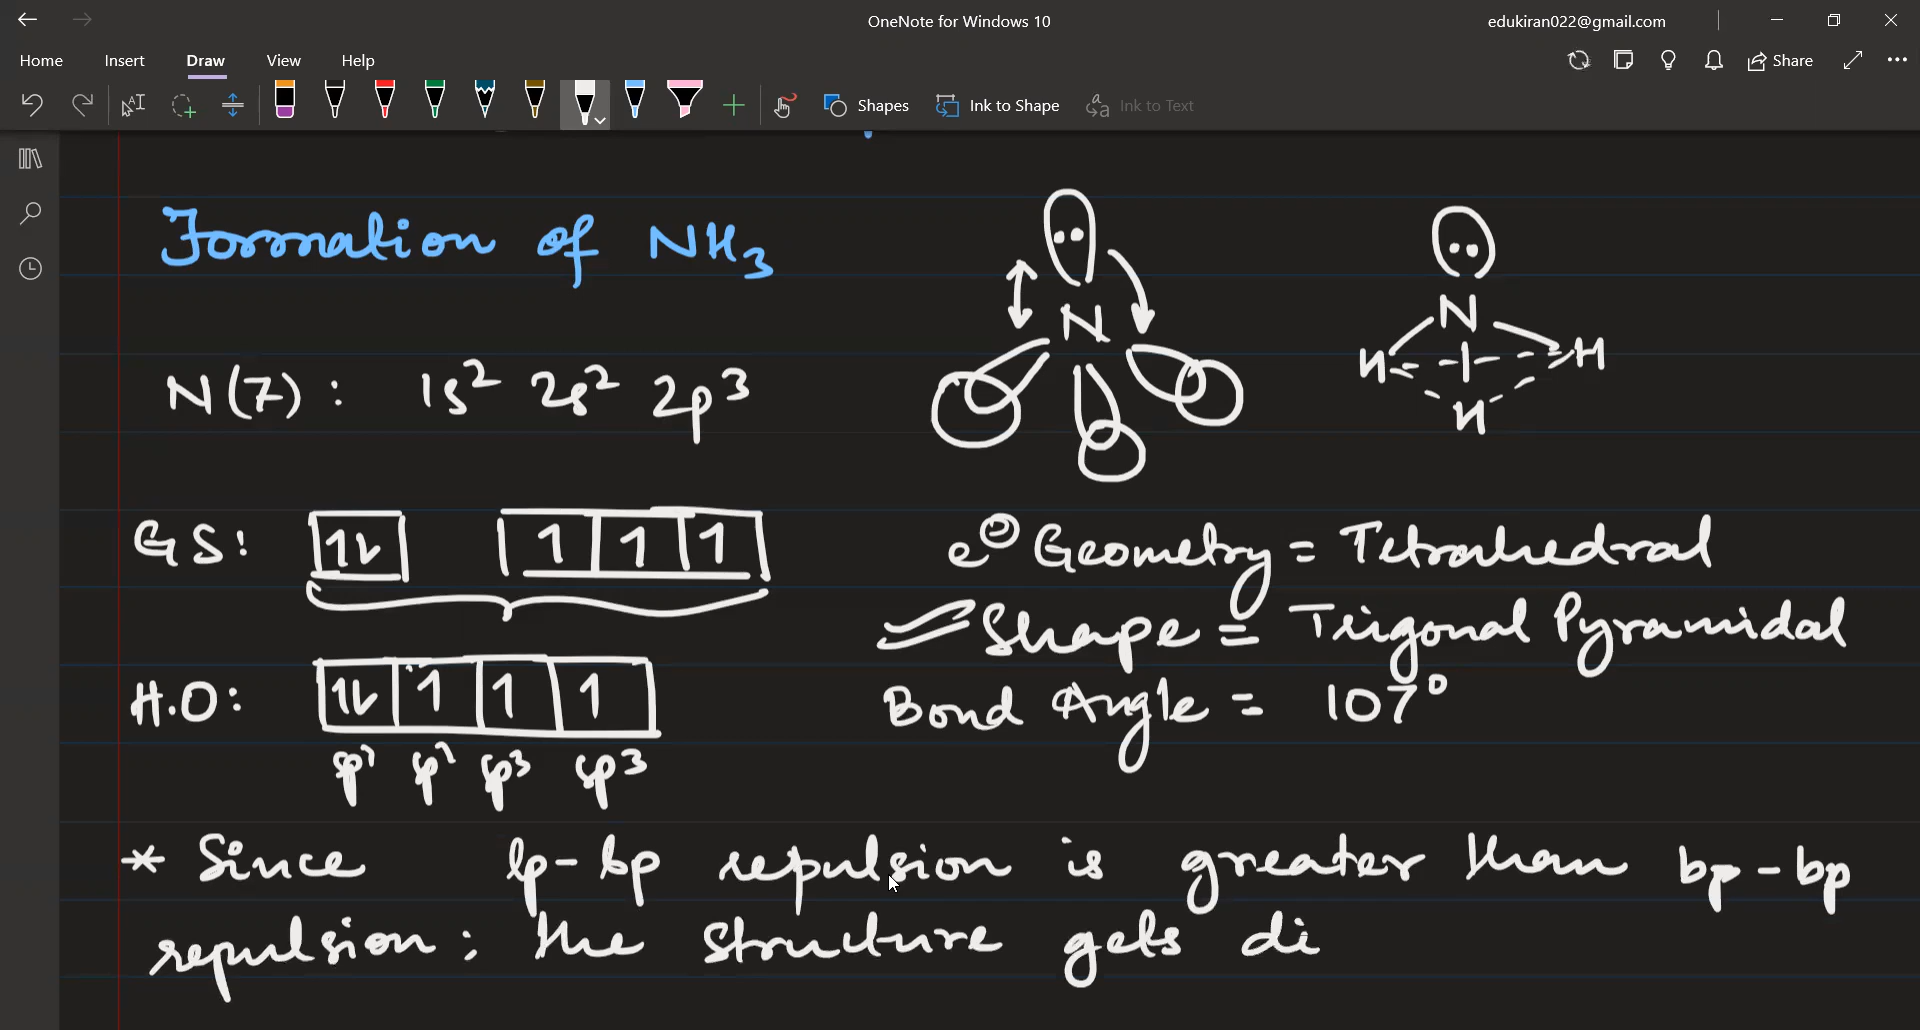 OneNote for Windows 10
edukiran022@gmail.com
Home Insert Draw View Help
Share
Shapes Ink to Shape Ink to Text
Formation of NH₃
N
N
H H
H
N(7) : 1s² 2s² 2p³
GS: 1↓ 1 1 1
e⊖ Geometry = Tetrahedral
Shape = Trigonal Pyramidal
H.O: 1↓ 1 1 1
Bond Angle = 107°
sp³ sp³ sp³ sp³
* Since lp-bp repulsion is greater than bp-bp
repulsion; the structure gets di